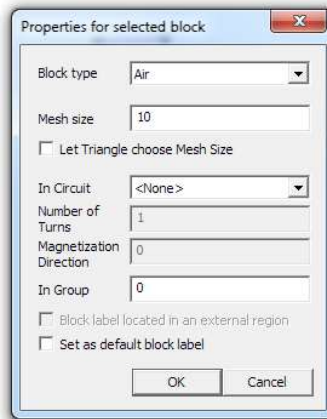 Properties for selected block
Block type Air
Mesh size 10
Let Triangle choose Mesh Size
In Circuit <None>
Number of Turns 1
Magnetization Direction 0
In Group 0
Block label located in an external region
Set as default block label
OK Cancel